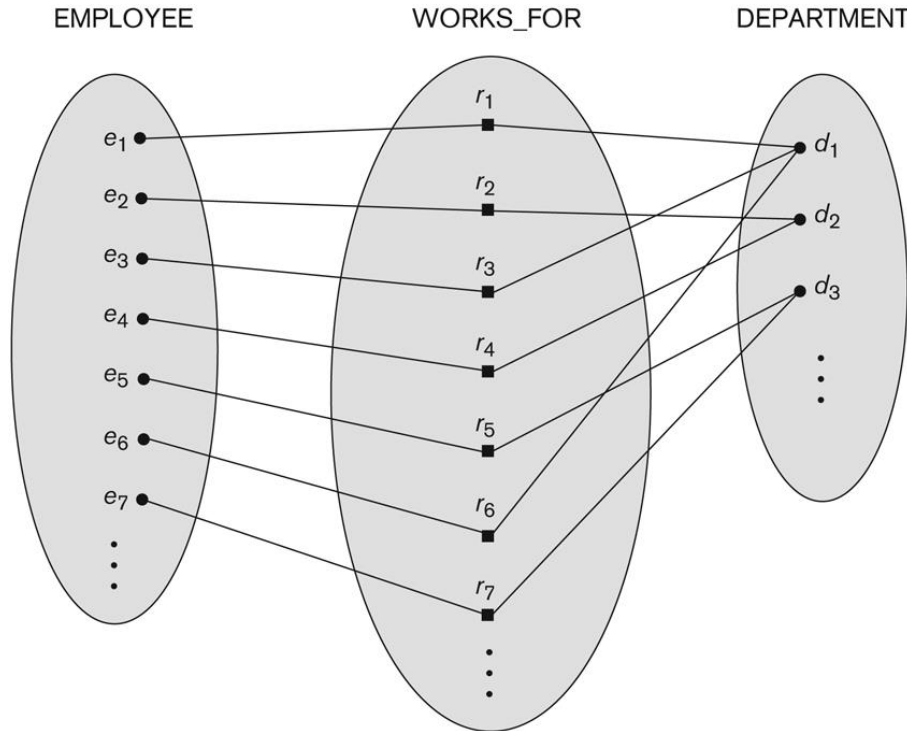 EMPLOYEE WORKS_FOR DEPARTMENT
e1
e2
e3
e4
e5
e6
e7
r1
r2
r3
r4
r5
r6
r7
d1
d2
d3